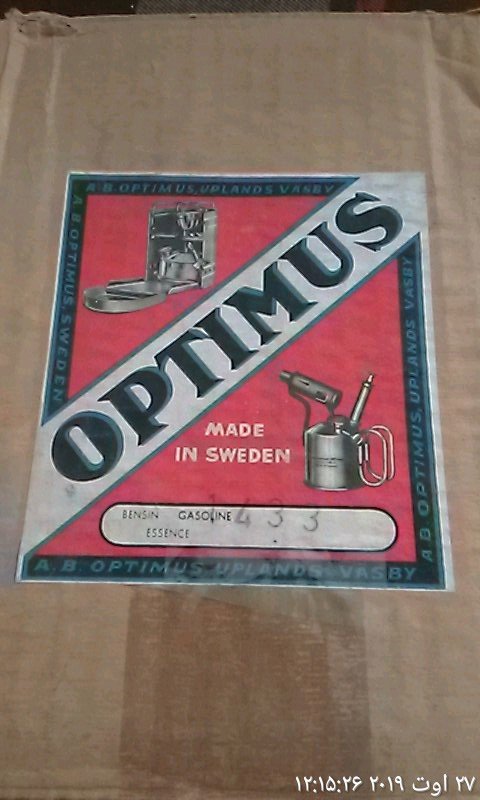 A.B. OPTIMUS, UPLANDS VÄSBY
A.B. OPTIMUS, SWEDEN
OPTIMUS
A.B. OPTIMUS, UPLANDS VÄSBY
MADE
IN SWEDEN
BENSIN GASOLINE 1433
ESSENCE
A.B. OPTIMUS UPLANDS VÄSBY
۲۷ اوت ۲۰۱۹ ۱۲:۱۵:۲۶